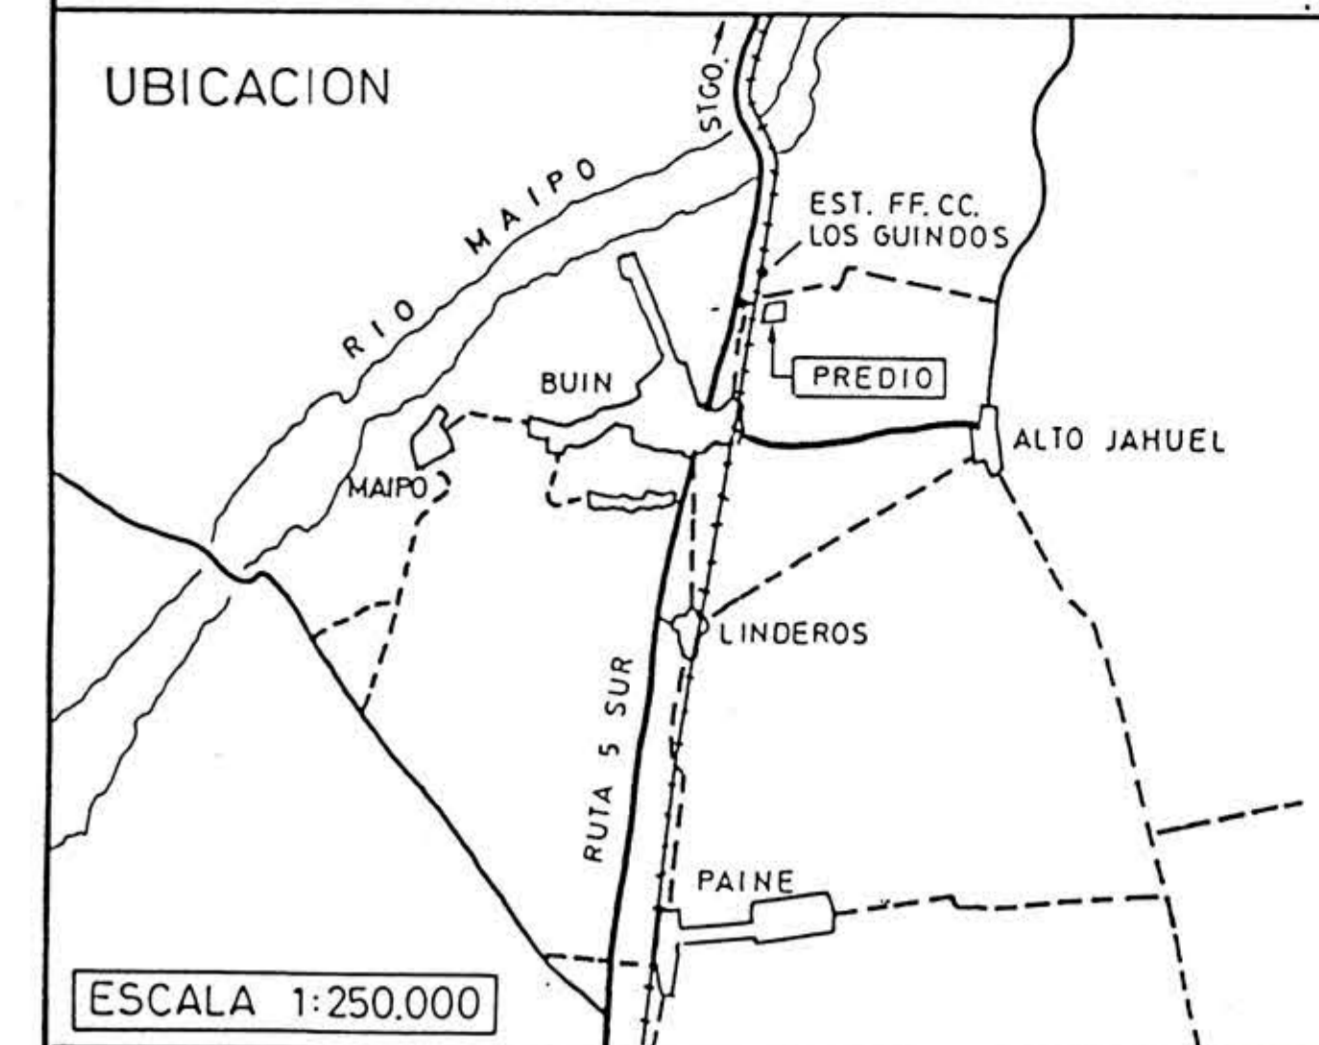 UBICACION
STGO.
RIO MAIPO
EST. FF. CC.
LOS GUINDOS
BUIN
PREDIO
ALTO JAHUEL
MAIPO
LINDEROS
RUTA 5 SUR
PAINE
ESCALA 1:250.000